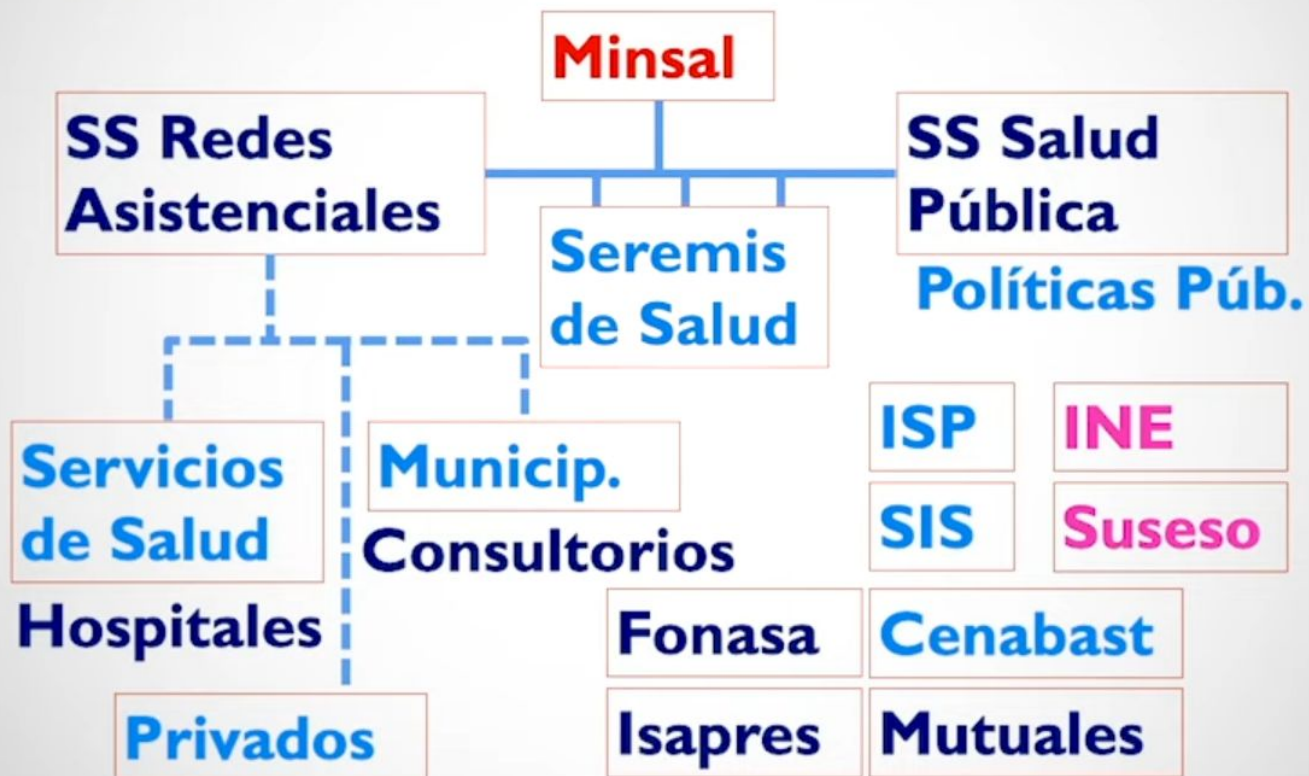 Minsal
SS Redes
Asistenciales
SS Salud
Pública
Políticas Púb.
Seremis
de Salud
Servicios
de Salud
Hospitales
Municip.
Consultorios
Privados
ISP
INE
SIS
Suseso
Fonasa
Cenabast
Isapres
Mutuales